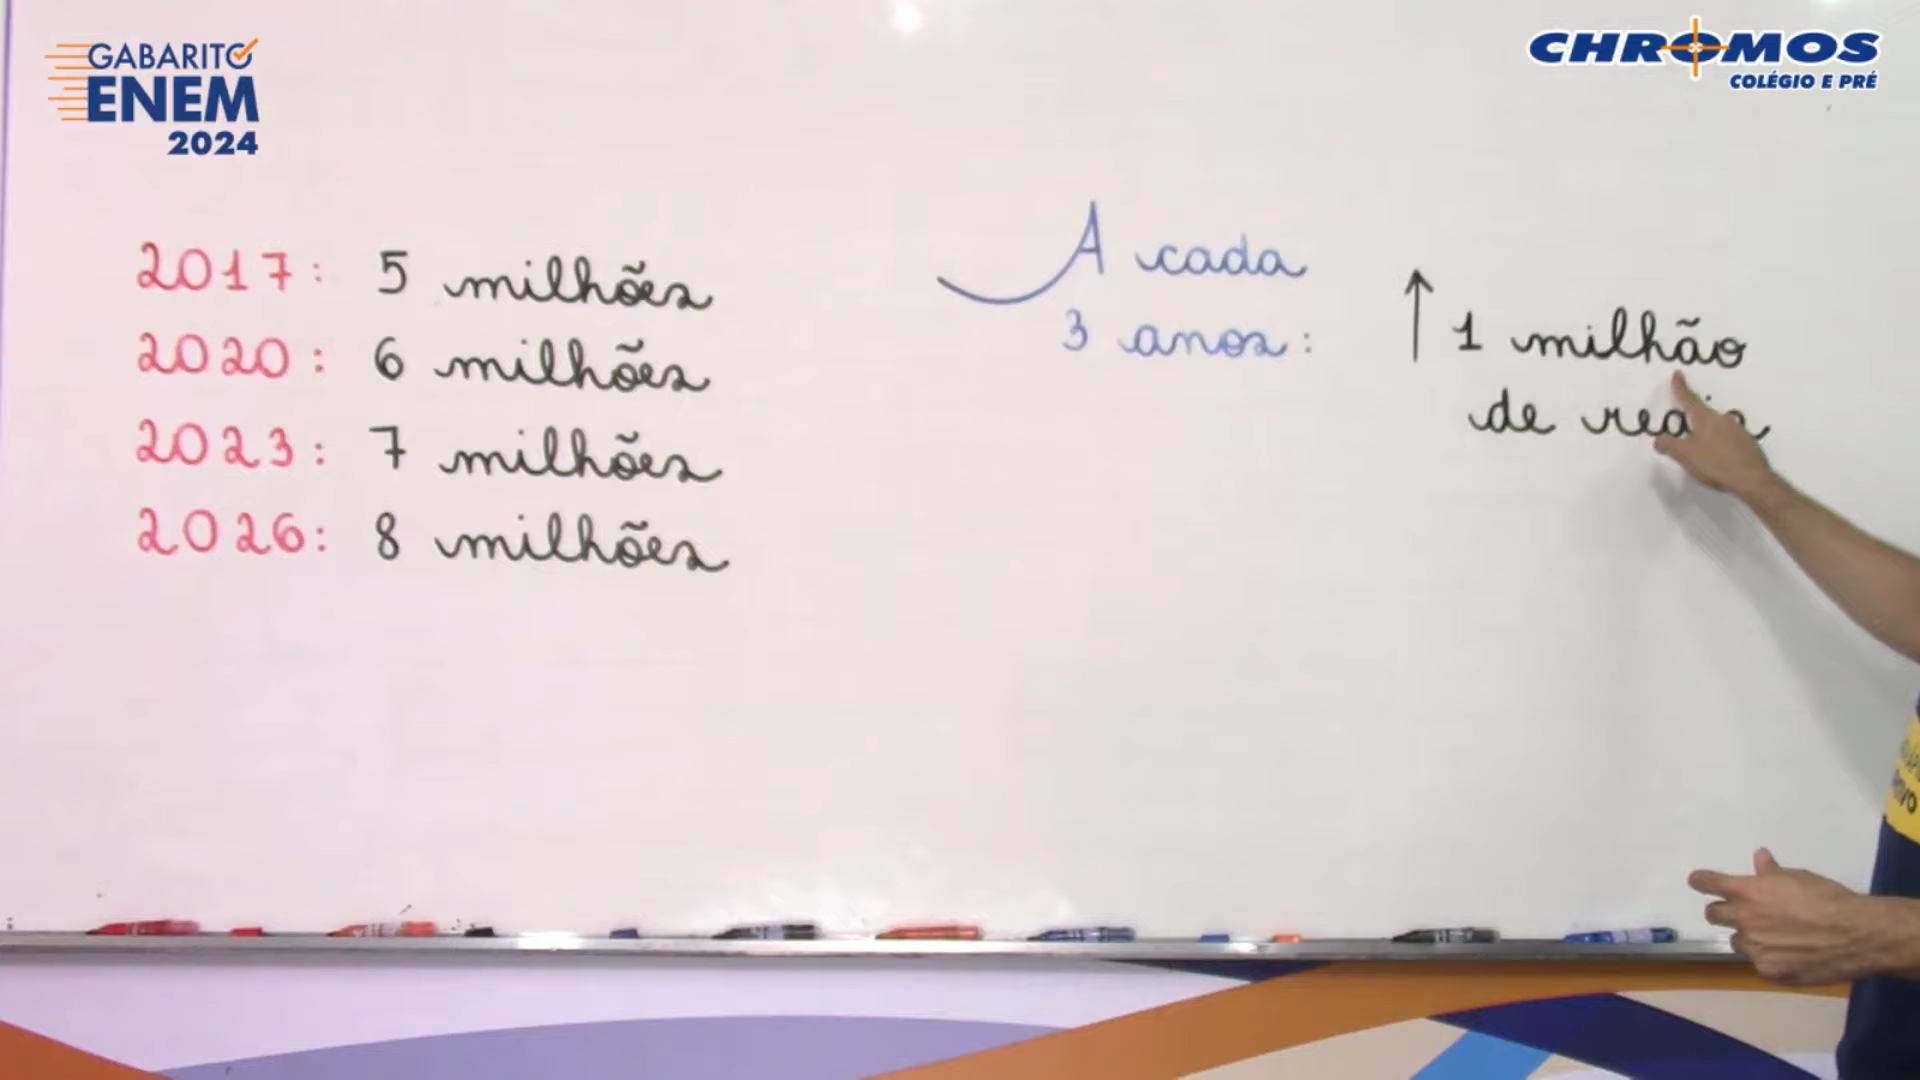 GABARITO
ENEM
2024
CHROMOS
COLÉGIO E PRÉ
2017: 5 milhões
2020: 6 milhões
2023: 7 milhões
2026: 8 milhões
A cada
3 anos:
↑ 1 milhão
de reais